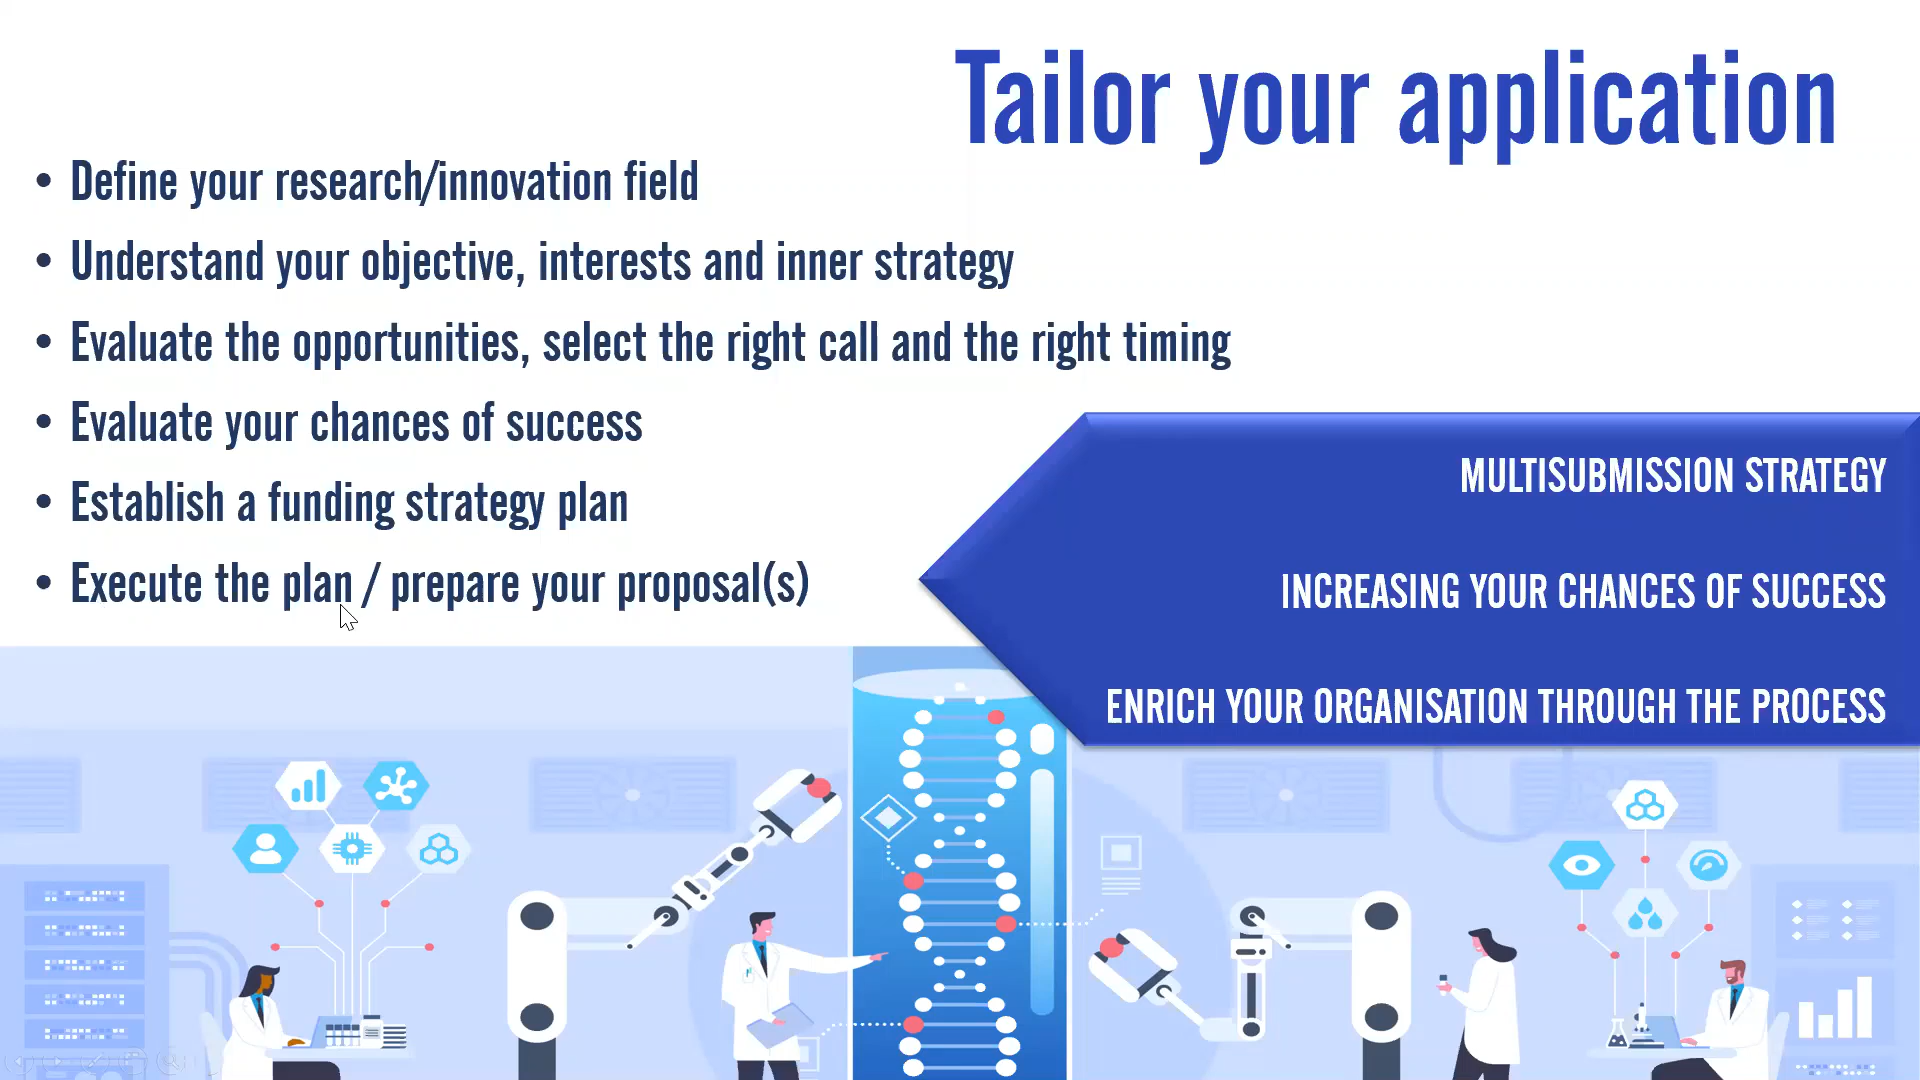 Tailor your application
• Define your research/innovation field
• Understand your objective, interests and inner strategy
• Evaluate the opportunities, select the right call and the right timing
• Evaluate your chances of success
• Establish a funding strategy plan
• Execute the plan / prepare your proposal(s)
MULTISUBMISSION STRATEGY
INCREASING YOUR CHANCES OF SUCCESS
ENRICH YOUR ORGANISATION THROUGH THE PROCESS